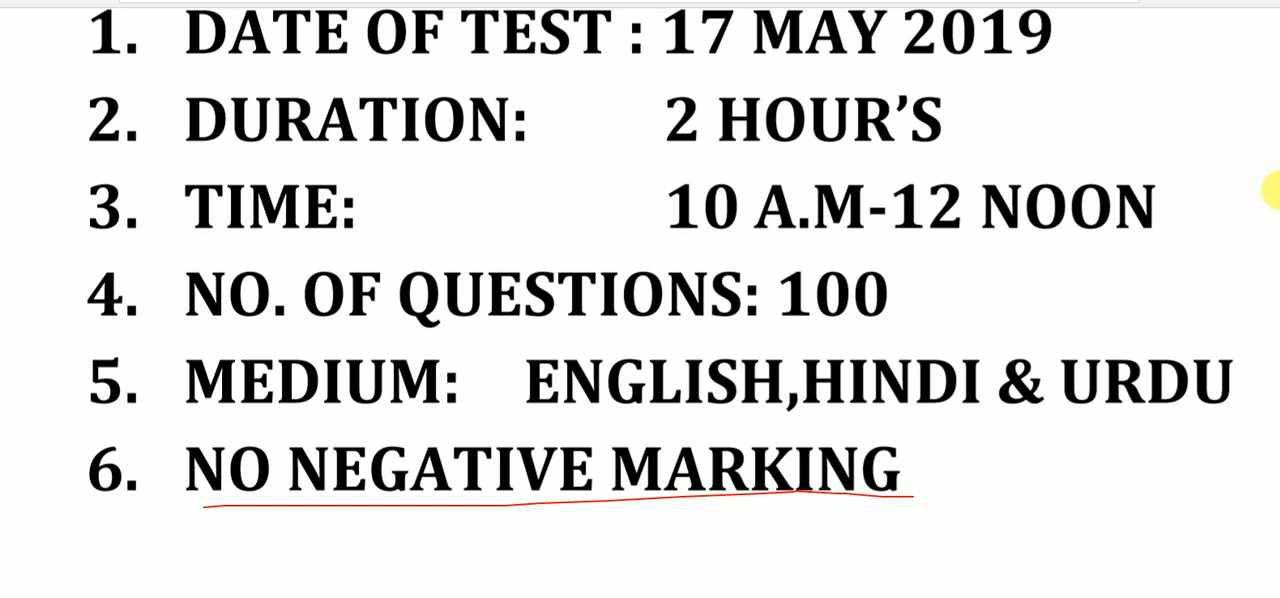 1. DATE OF TEST : 17 MAY 2019
2. DURATION: 2 HOUR’S
3. TIME: 10 A.M-12 NOON
4. NO. OF QUESTIONS: 100
5. MEDIUM: ENGLISH,HINDI & URDU
6. NO NEGATIVE MARKING